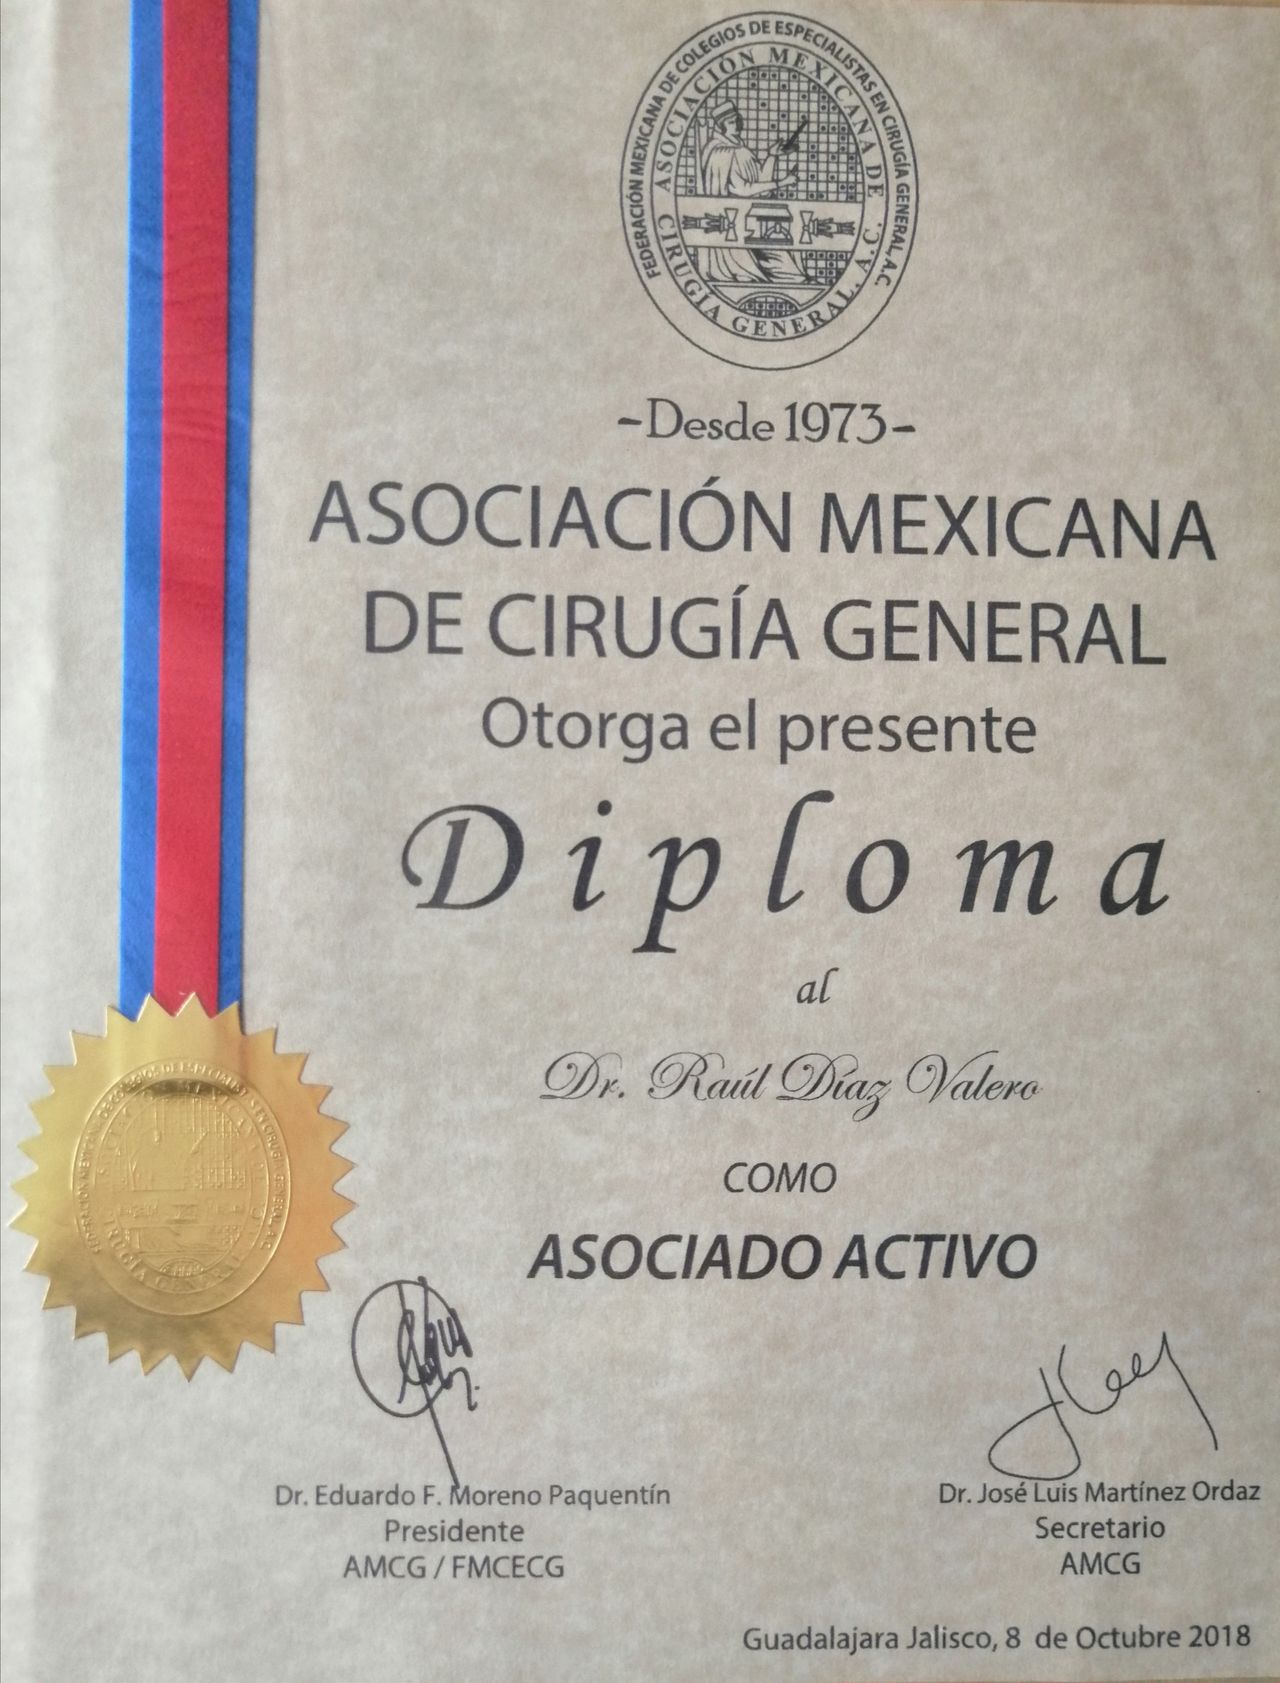 FEDERACIÓN MEXICANA DE COLEGIOS DE ESPECIALISTAS EN CIRUGÍA GENERAL, A.C.
ASOCIACIÓN MEXICANA DE CIRUGÍA GENERAL, A.C.
-Desde 1973-
ASOCIACIÓN MEXICANA
DE CIRUGÍA GENERAL
Otorga el presente
Diploma
al
Dr. Raúl Díaz Valero
COMO
ASOCIADO ACTIVO
Dr. Eduardo F. Moreno Paquentín
Presidente
AMCG / FMCECG
Dr. José Luis Martínez Ordaz
Secretario
AMCG
Guadalajara Jalisco, 8 de Octubre 2018